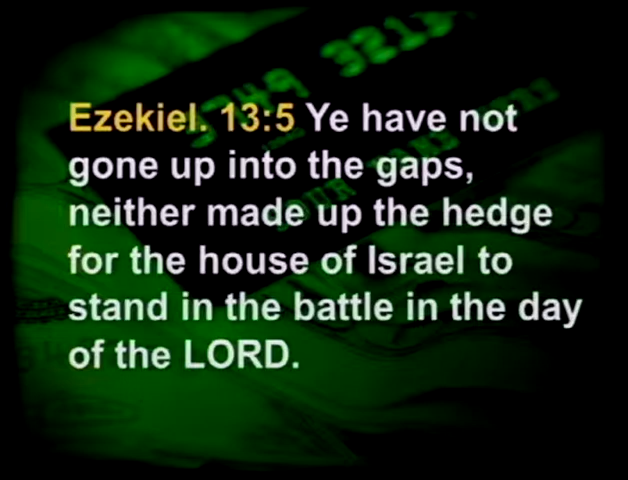 Ezekiel. 13:5 Ye have not
gone up into the gaps,
neither made up the hedge
for the house of Israel to
stand in the battle in the day
of the LORD.